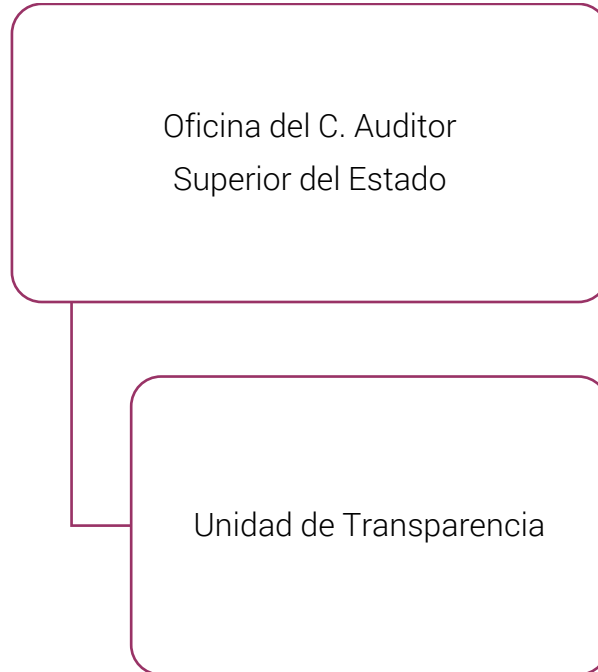 Oficina del C. Auditor
Superior del Estado
Unidad de Transparencia